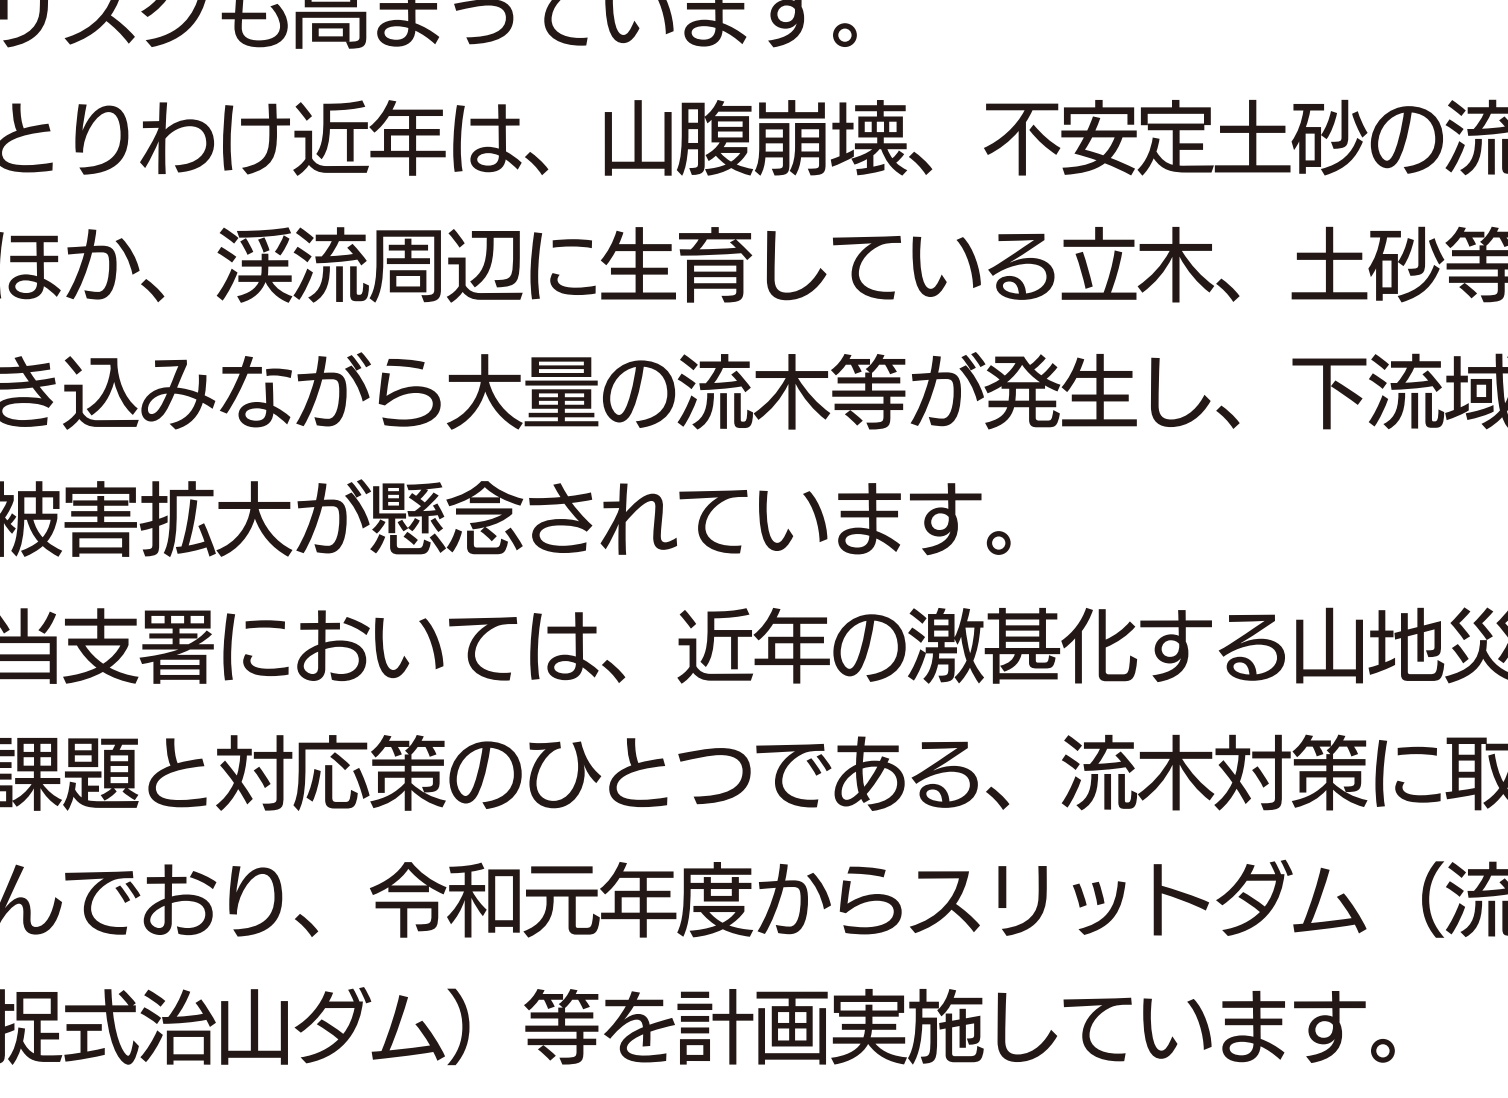 リスクも高まっています。
とりわけ近年は、山腹崩壊、不安定土砂の流
ほか、渓流周辺に生育している立木、土砂等
き込みながら大量の流木等が発生し、下流域
被害拡大が懸念されています。
当支署においては、近年の激甚化する山地災
課題と対応策のひとつである、流木対策に取
んでおり、令和元年度からスリットダム（流
捉式治山ダム）等を計画実施しています。